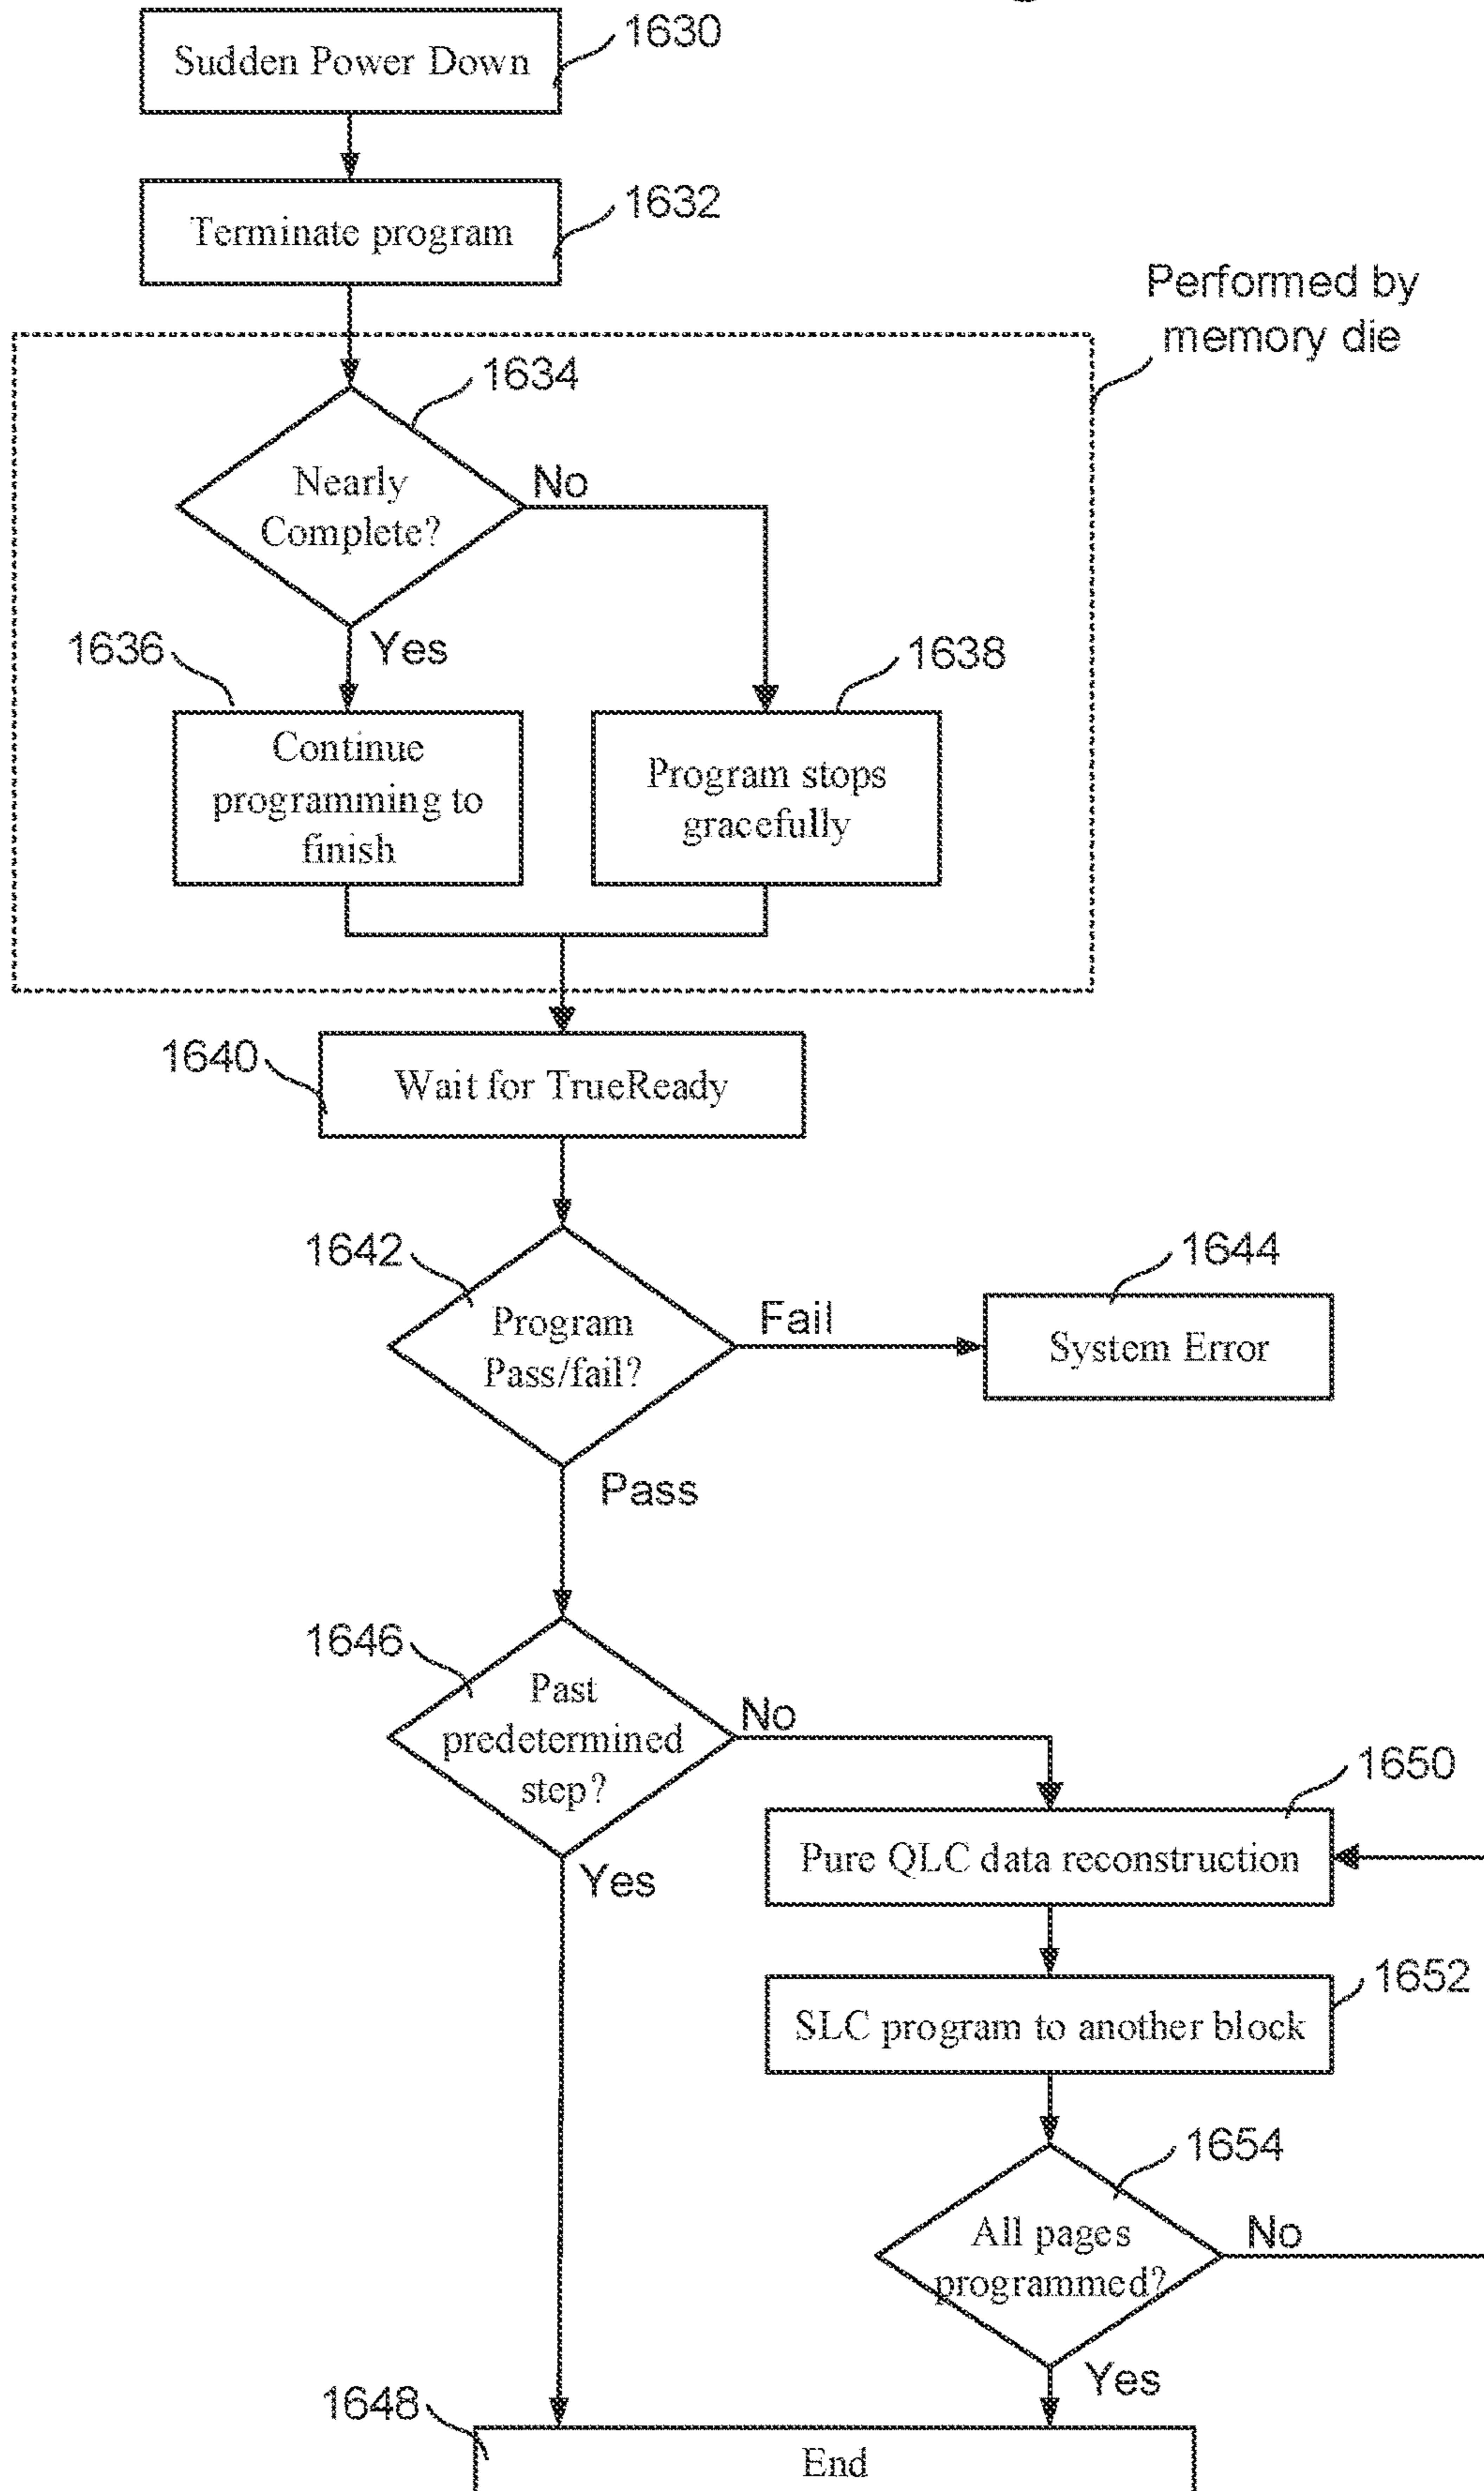 1630
Sudden Power Down
1632
Terminate program
Performed by
memory die
1634
Nearly
Complete?
No
Yes
1636
1638
Continue
programming to
finish
Program stops
gracefully
1640
Wait for TrueReady
1642
Program
Pass/fail?
Fail
1644
System Error
Pass
1646
Past
predetermined
step?
No
Yes
1650
Pure QLC data reconstruction
1652
SLC program to another block
1654
All pages
programmed?
No
Yes
1648
End